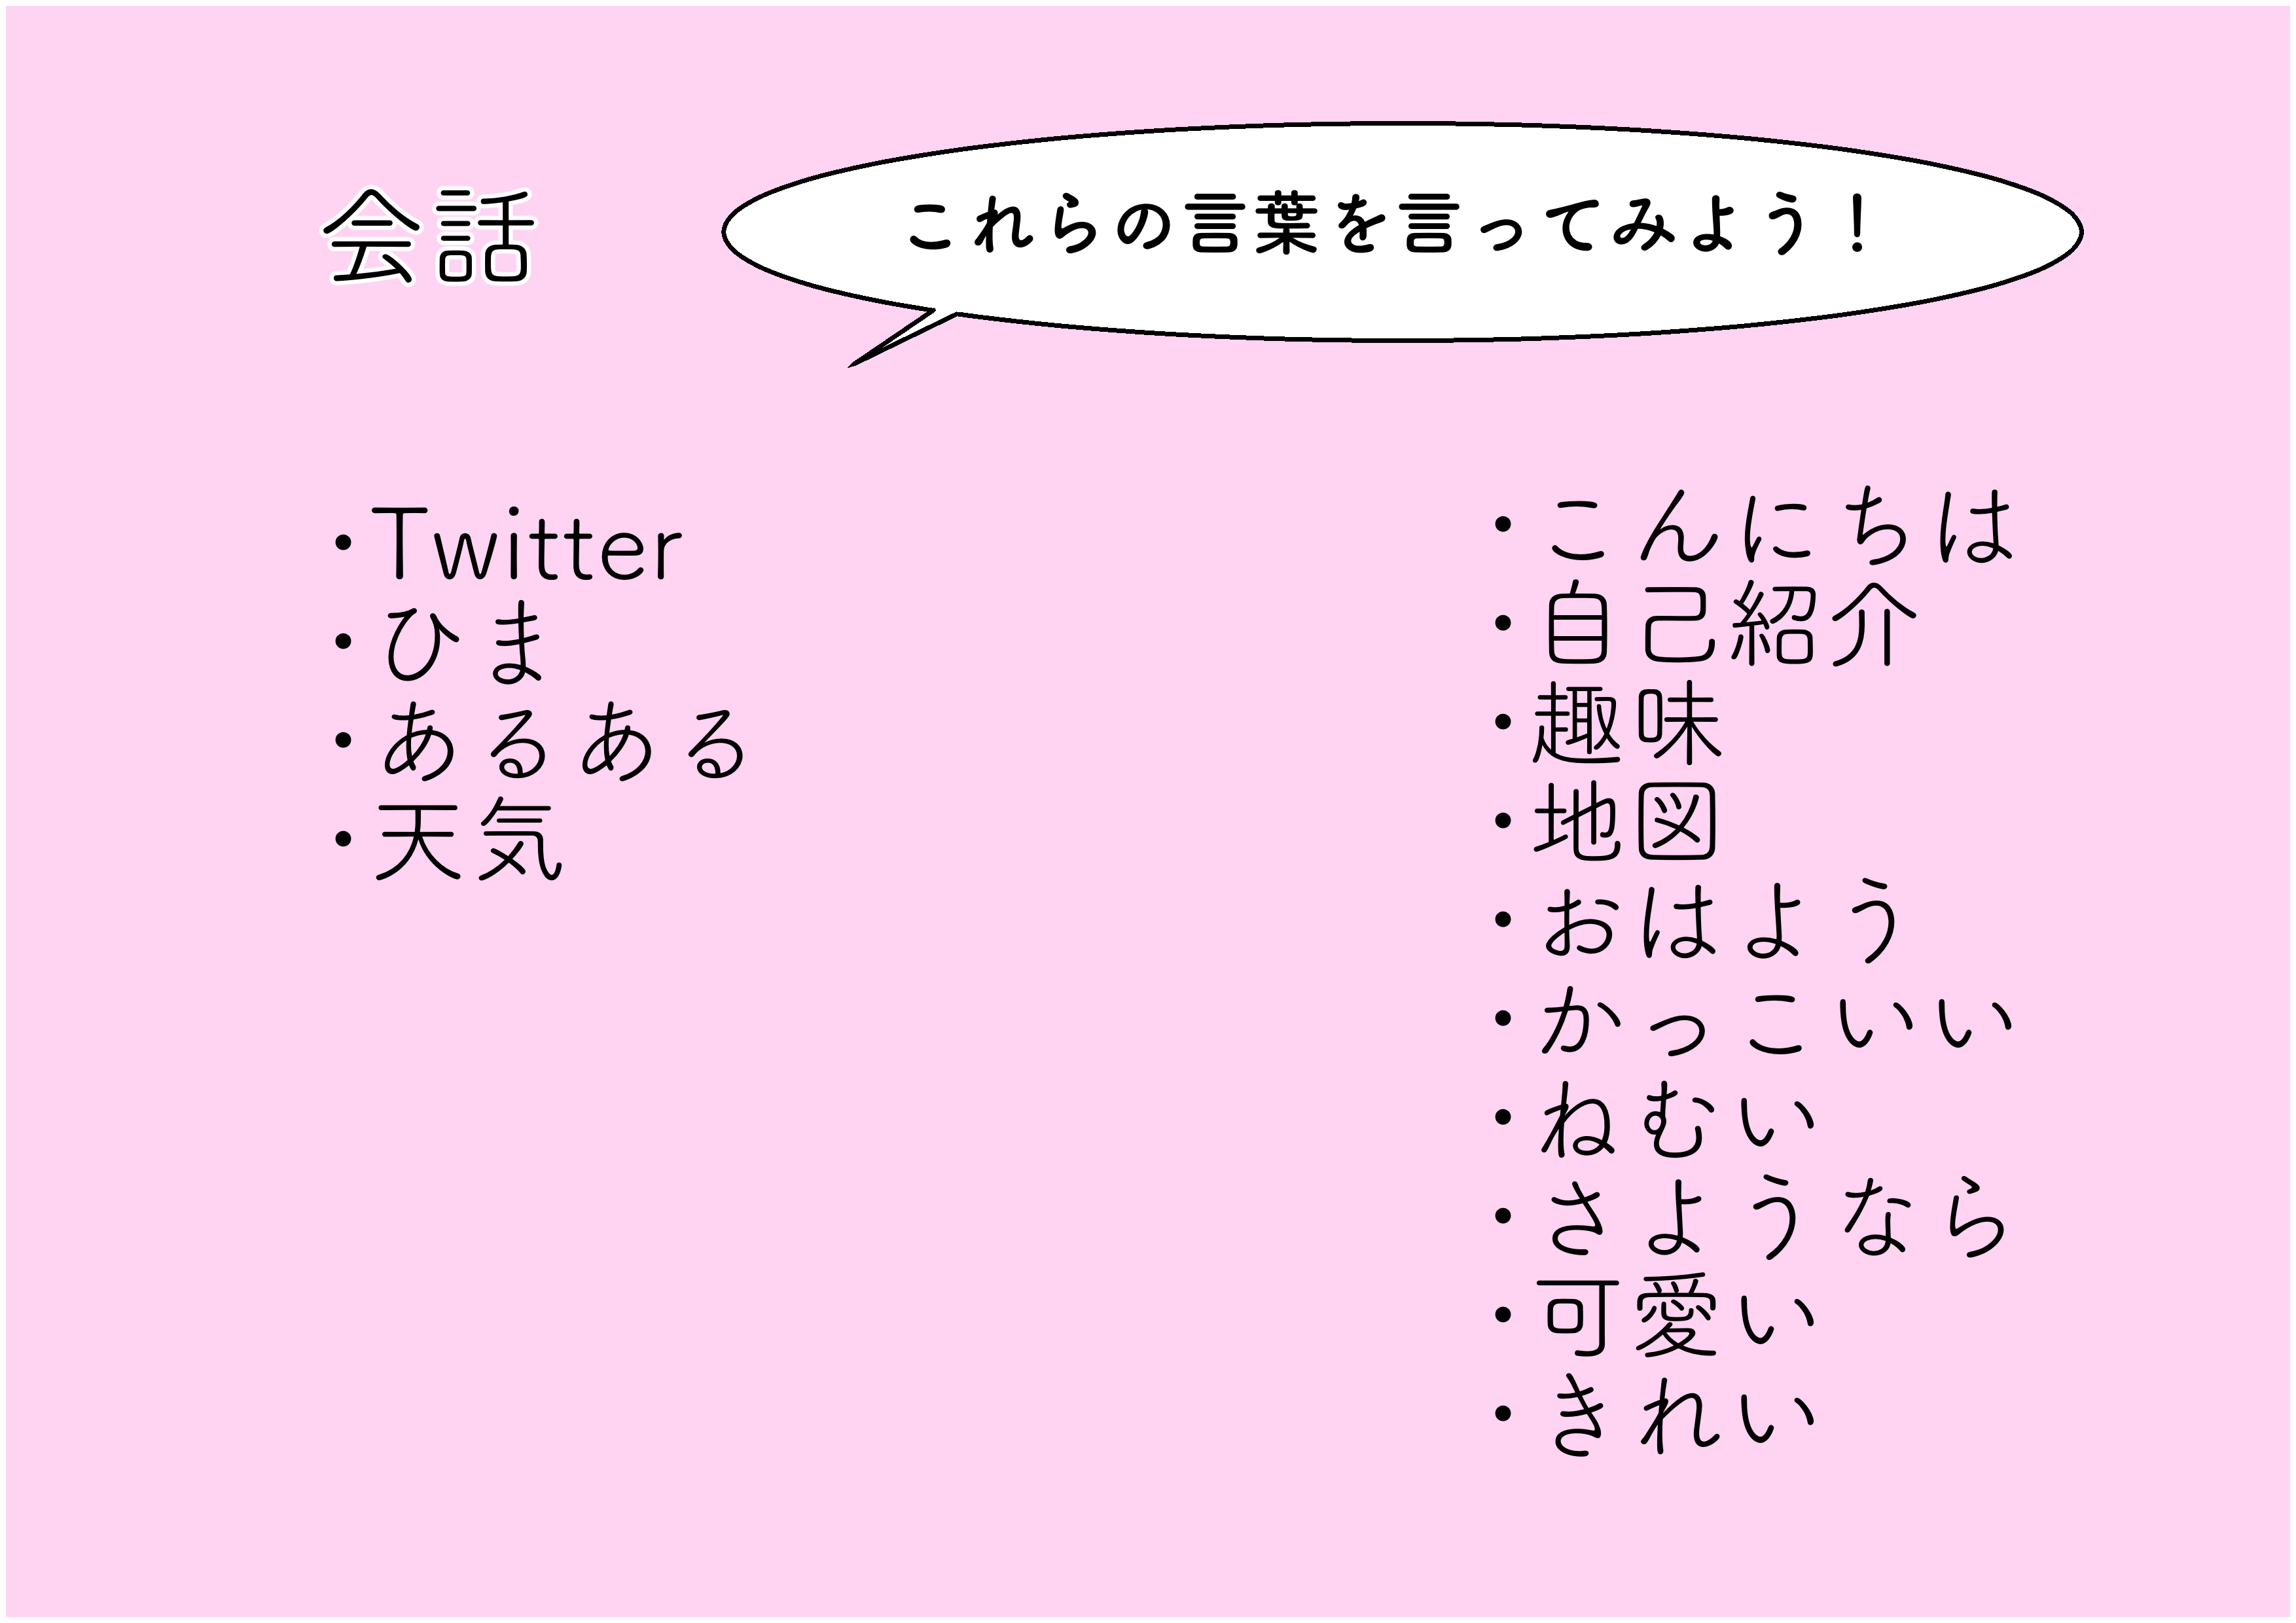 会話
これらの言葉を言ってみよう！
・Twitter
・ひま
・あるある
・天気
・こんにちは
・自己紹介
・趣味
・地図
・おはよう
・かっこいい
・ねむい
・さようなら
・可愛い
・きれい